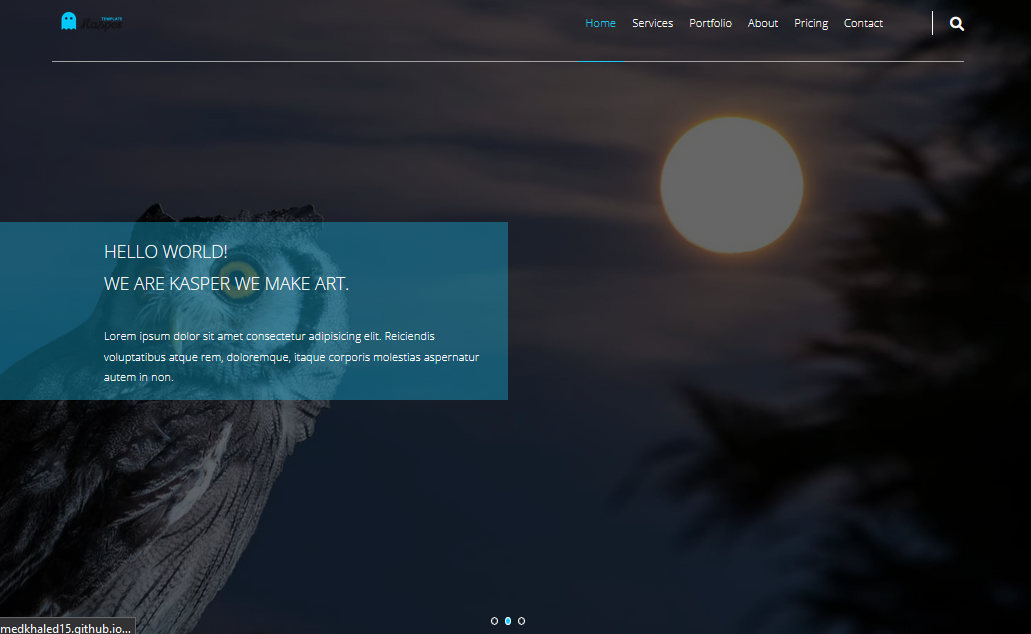 TEMPLATE
Kasper
Home Services Portfolio About Pricing Contact
HELLO WORLD!
WE ARE KASPER WE MAKE ART.
Lorem ipsum dolor sit amet consectetur adipisicing elit. Reiciendis
voluptatibus atque rem, doloremque, itaque corporis molestias aspernatur
autem in non.
medkhaled15.github.io...